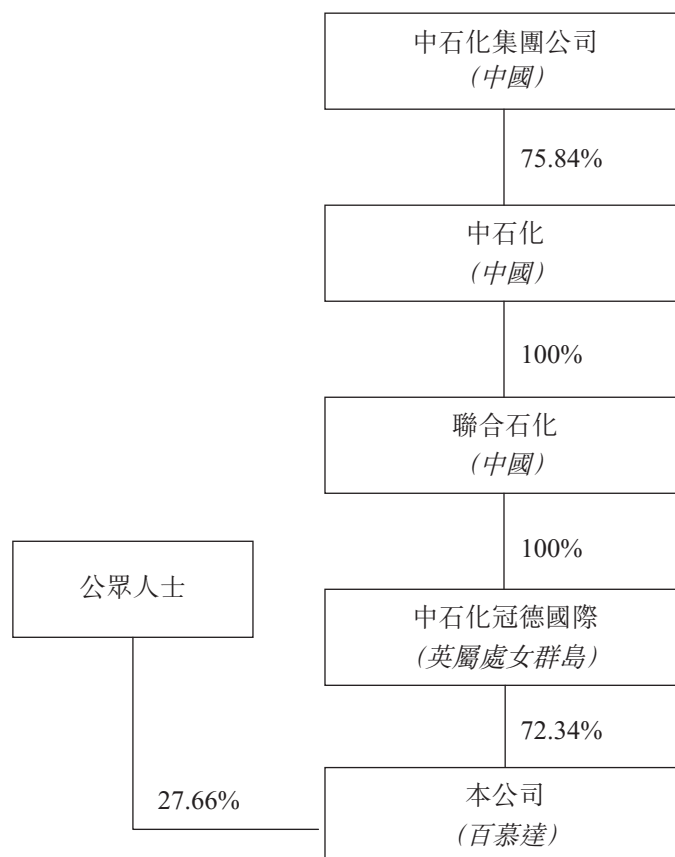 中石化集團公司
（中國）
75.84%
中石化
（中國）
100%
聯合石化
（中國）
100%
公眾人士
中石化冠德國際
（英屬處女群島）
72.34%
27.66%
本公司
（百慕達）